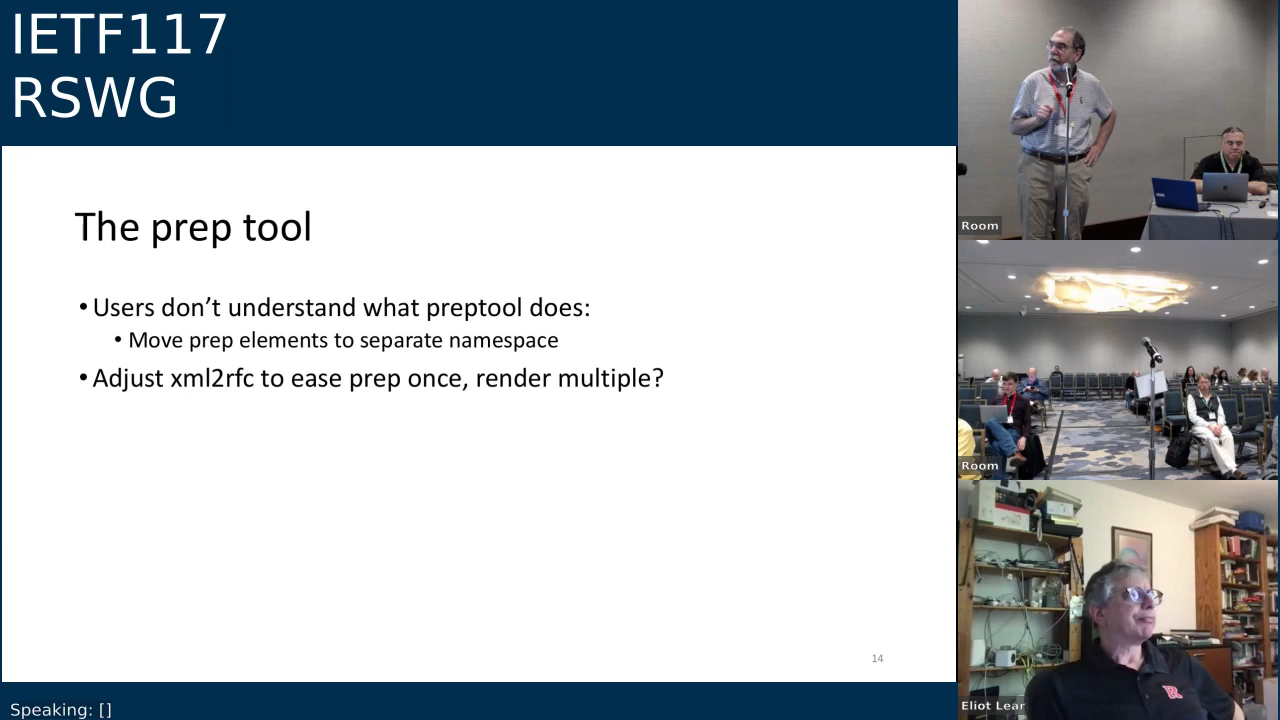 IETF117
RSWG
The prep tool
• Users don’t understand what preptool does:
• Move prep elements to separate namespace
• Adjust xml2rfc to ease prep once, render multiple?
14
Speaking: []
Room
Room
Eliot Lear
R